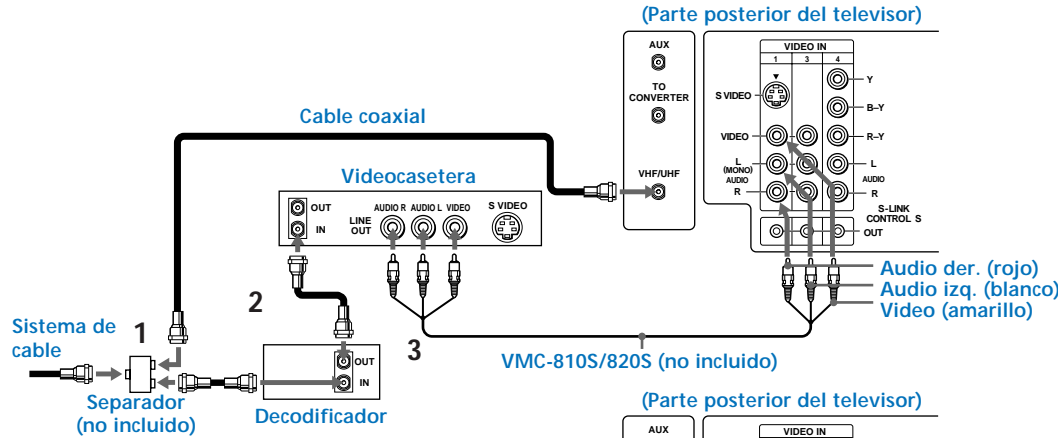 (Parte posterior del televisor)
AUX
TO
CONVERTER
VHF/UHF
VIDEO IN
1 3 4
S VIDEO
VIDEO
L
(MONO)
AUDIO
R
Y
B–Y
R–Y
L
AUDIO
R
S-LINK
CONTROL S
OUT
Cable coaxial
Videocasetera
OUT
IN
LINE
OUT
AUDIO R AUDIO L VIDEO
S VIDEO
Audio der. (rojo)
Audio izq. (blanco)
Video (amarillo)
Sistema de
cable
1
2
3
VMC-810S/820S (no incluido)
OUT
IN
Separador
(no incluido)
Decodificador
(Parte posterior del televisor)
AUX
VIDEO IN